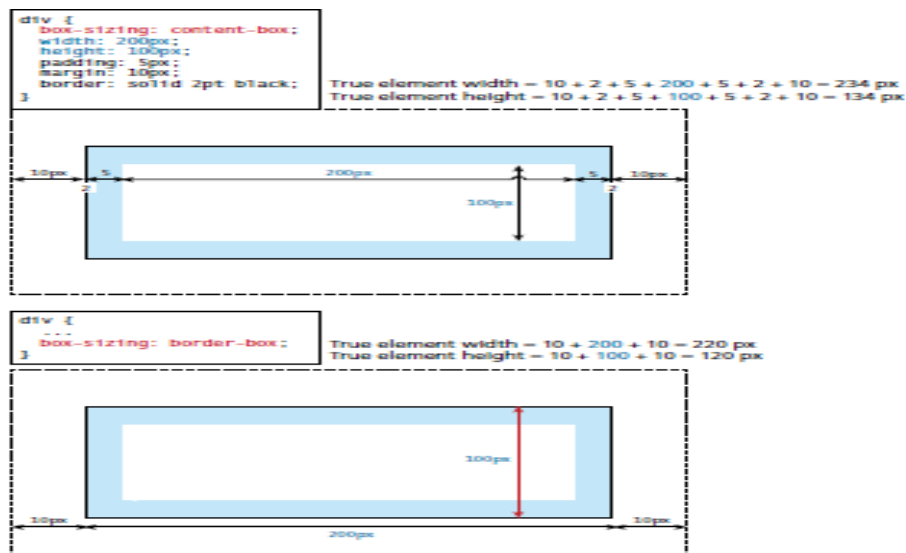 div {
box-sizing: content-box;
width: 200px;
height: 100px;
padding: 5px;
margin: 10px;
border: solid 2pt black;
}
True element width = 10 + 2 + 5 + 200 + 5 + 2 + 10 = 234 px
True element height = 10 + 2 + 5 + 100 + 5 + 2 + 10 = 134 px
10px
5
200px
5
10px
2
2
100px
div {
...
box-sizing: border-box;
}
True element width = 10 + 200 + 10 = 220 px
True element height = 10 + 100 + 10 = 120 px
100px
10px
10px
200px